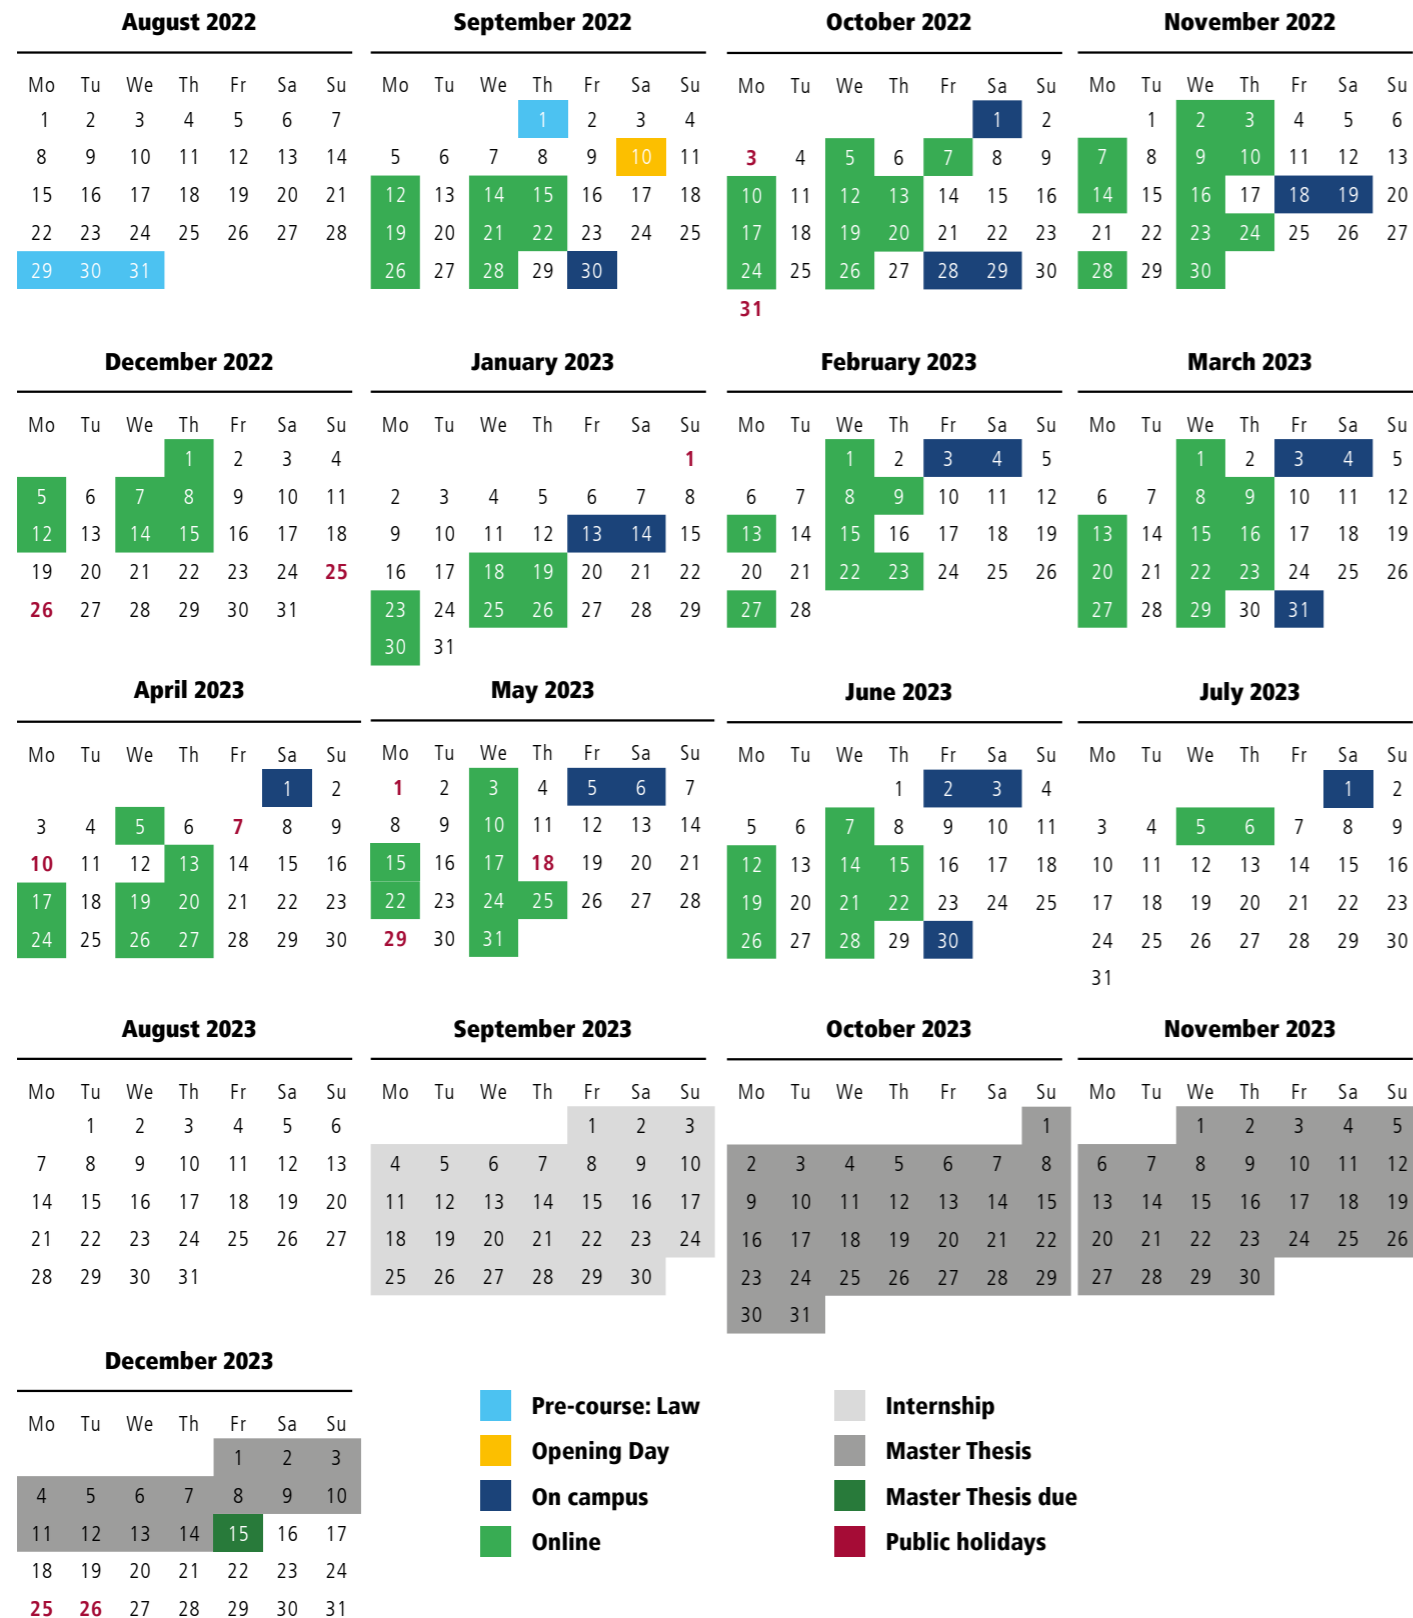 August 2022 September 2022 October 2022 November 2022
Mo Tu We Th Fr Sa Su Mo Tu We Th Fr Sa Su Mo Tu We Th Fr Sa Su Mo Tu We Th Fr Sa Su
1 2 3 4 5 6 7 1 2 3 4 1 2 1 2 3 4 5 6
8 9 10 11 12 13 14 5 6 7 8 9 10 11 3 4 5 6 7 8 9 7 8 9 10 11 12 13
15 16 17 18 19 20 21 12 13 14 15 16 17 18 10 11 12 13 14 15 16 14 15 16 17 18 19 20
22 23 24 25 26 27 28 19 20 21 22 23 24 25 17 18 19 20 21 22 23 21 22 23 24 25 26 27
29 30 31 26 27 28 29 30 24 25 26 27 28 29 30 28 29 30
31
December 2022 January 2023 February 2023 March 2023
Mo Tu We Th Fr Sa Su Mo Tu We Th Fr Sa Su Mo Tu We Th Fr Sa Su Mo Tu We Th Fr Sa Su
1 2 3 4 1 1 2 3 4 5 1 2 3 4 5
5 6 7 8 9 10 11 2 3 4 5 6 7 8 6 7 8 9 10 11 12 6 7 8 9 10 11 12
12 13 14 15 16 17 18 9 10 11 12 13 14 15 13 14 15 16 17 18 19 13 14 15 16 17 18 19
19 20 21 22 23 24 25 16 17 18 19 20 21 22 20 21 22 23 24 25 26 20 21 22 23 24 25 26
26 27 28 29 30 31 23 24 25 26 27 28 29 27 28 27 28 29 30 31
30 31
April 2023 May 2023 June 2023 July 2023
Mo Tu We Th Fr Sa Su Mo Tu We Th Fr Sa Su Mo Tu We Th Fr Sa Su Mo Tu We Th Fr Sa Su
1 2 1 2 3 4 5 6 7 1 2 3 4 1 2
3 4 5 6 7 8 9 8 9 10 11 12 13 14 5 6 7 8 9 10 11 3 4 5 6 7 8 9
10 11 12 13 14 15 16 15 16 17 18 19 20 21 12 13 14 15 16 17 18 10 11 12 13 14 15 16
17 18 19 20 21 22 23 22 23 24 25 26 27 28 19 20 21 22 23 24 25 17 18 19 20 21 22 23
24 25 26 27 28 29 30 29 30 31 26 27 28 29 30 24 25 26 27 28 29 30
31
August 2023 September 2023 October 2023 November 2023
Mo Tu We Th Fr Sa Su Mo Tu We Th Fr Sa Su Mo Tu We Th Fr Sa Su Mo Tu We Th Fr Sa Su
1 2 3 4 5 6 1 2 3 1 1 2 3 4 5
7 8 9 10 11 12 13 4 5 6 7 8 9 10 2 3 4 5 6 7 8 6 7 8 9 10 11 12
14 15 16 17 18 19 20 11 12 13 14 15 16 17 9 10 11 12 13 14 15 13 14 15 16 17 18 19
21 22 23 24 25 26 27 18 19 20 21 22 23 24 16 17 18 19 20 21 22 20 21 22 23 24 25 26
28 29 30 31 25 26 27 28 29 30 23 24 25 26 27 28 29 27 28 29 30
30 31
December 2023
Mo Tu We Th Fr Sa Su
1 2 3
4 5 6 7 8 9 10
11 12 13 14 15 16 17
18 19 20 21 22 23 24
25 26 27 28 29 30 31
Pre-course: Law
Opening Day
On campus
Online
Internship
Master Thesis
Master Thesis due
Public holidays